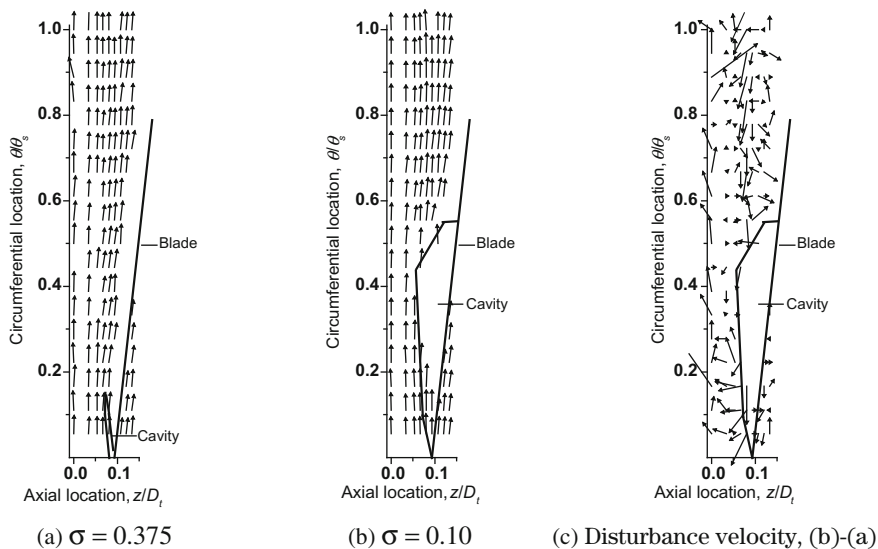 1.0
0.8
0.6
0.4
0.2
0.0
0.1
Circumferential location, θ/θs
Axial location, z/Dt
Blade
Cavity
(a) σ = 0.375
1.0
0.8
0.6
0.4
0.2
0.0
0.1
Circumferential location, θ/θs
Axial location, z/Dt
Blade
Cavity
(b) σ = 0.10
1.0
0.8
0.6
0.4
0.2
0.0
0.1
Circumferential location, θ/θs
Axial location, z/Dt
Blade
Cavity
(c) Disturbance velocity, (b)-(a)